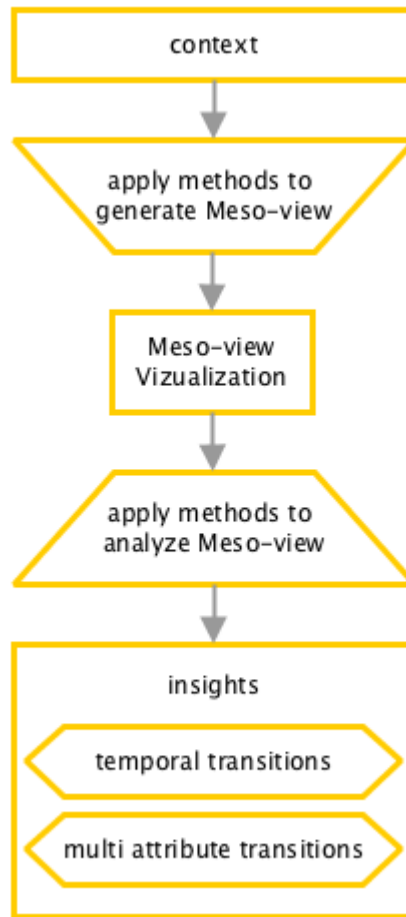 context
apply methods to
generate Meso-view
Meso-view
Vizualization
apply methods to
analyze Meso-view
insights
temporal transitions
multi attribute transitions